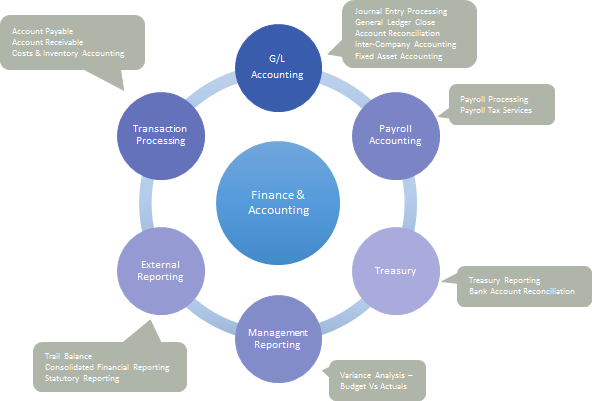 Journal Entry Processing
General Ledger Close
Account Reconciliation
Inter-Company Accounting
Fixed Asset Accounting
Account Payable
Account Receivable
Costs & Inventory Accounting
G/L
Accounting
Payroll Processing
Payroll Tax Services
Transaction
Processing
Payroll
Accounting
Finance &
Accounting
External
Reporting
Treasury
Treasury Reporting
Bank Account Reconciliation
Management
Reporting
Trail Balance
Consolidated Financial Reporting
Statutory Reporting
Variance Analysis –
Budget Vs Actuals